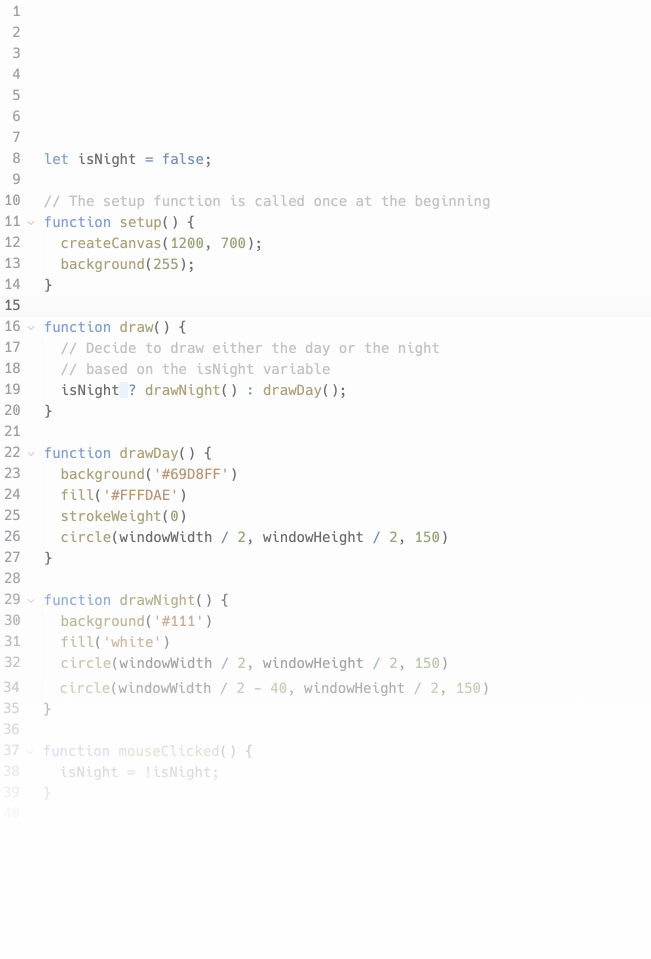 1
2
3
4
5
6
7
8 let isNight = false;
9
10 // The setup function is called once at the beginning
11 function setup() {
12 createCanvas(1200, 700);
13 background(255);
14 }
15
16 function draw() {
17 // Decide to draw either the day or the night
18 // based on the isNight variable
19 isNight ? drawNight() : drawDay();
20 }
21
22 function drawDay() {
23 background('#69D8FF')
24 fill('#FFFDAE')
25 strokeWeight(0)
26 circle(windowWidth / 2, windowHeight / 2, 150)
27 }
28
29 function drawNight() {
30 background('#111')
31 fill('white')
32 circle(windowWidth / 2, windowHeight / 2, 150)
34 circle(windowWidth / 2 - 40, windowHeight / 2, 150)
35 }
36
37 function mouseClicked() {
38 isNight = !isNight;
39 }
40